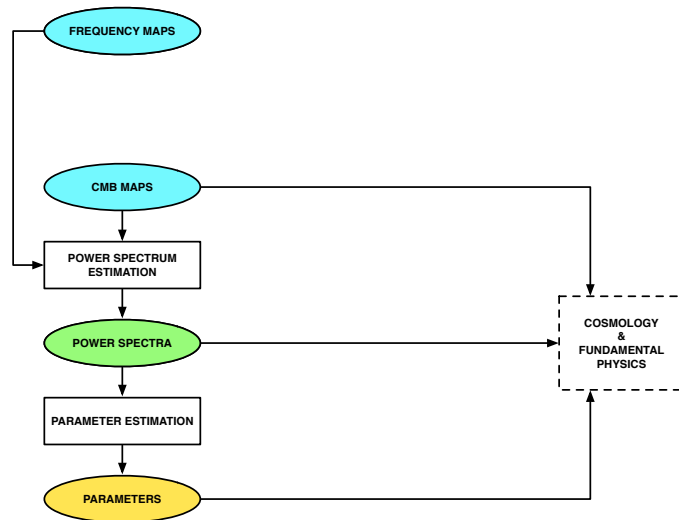 FREQUENCY MAPS
CMB MAPS
POWER SPECTRUM
ESTIMATION
POWER SPECTRA
COSMOLOGY
&
FUNDAMENTAL
PHYSICS
PARAMETER ESTIMATION
PARAMETERS